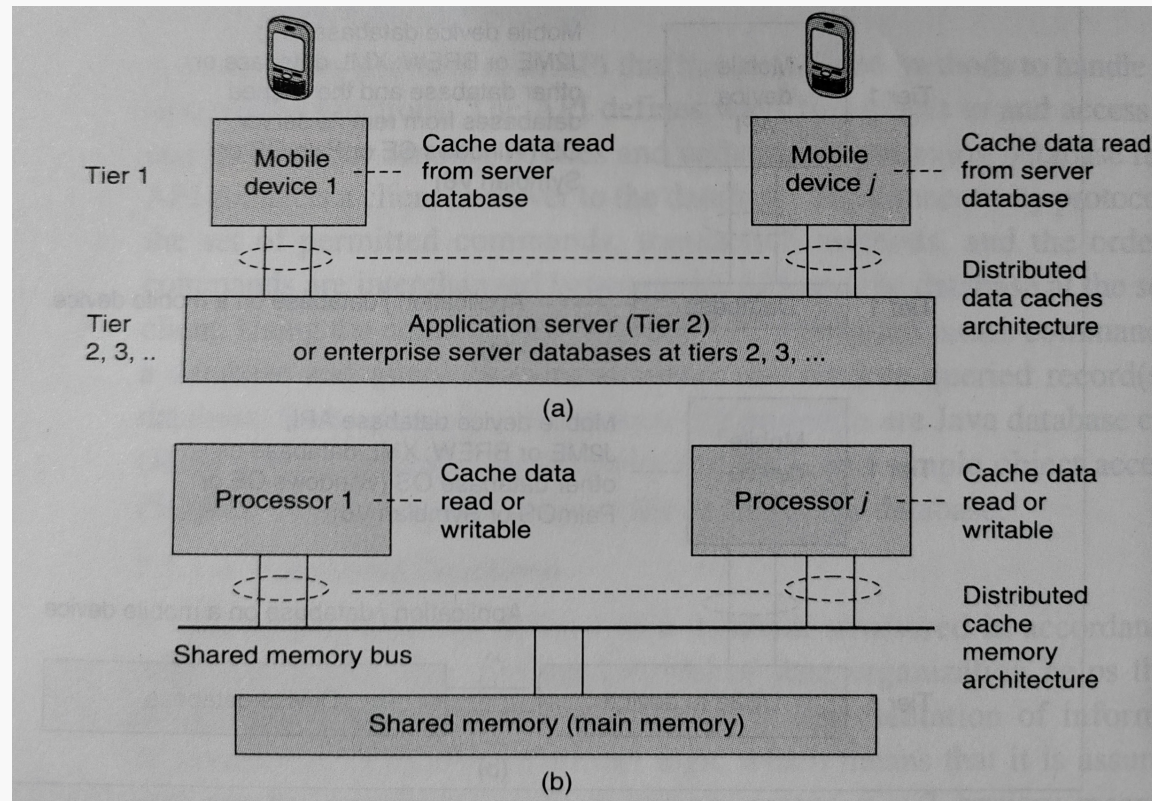 Mobile
device 1
Cache data read
from server
database
Mobile
device j
Cache data read
from server
database
Tier 1
Distributed
data caches
architecture
Tier
2, 3, ..
Application server (Tier 2)
or enterprise server databases at tiers 2, 3, ...
(a)
Processor 1
Cache data
read or
writable
Processor j
Cache data
read or
writable
Distributed
cache
memory
architecture
Shared memory bus
Shared memory (main memory)
(b)